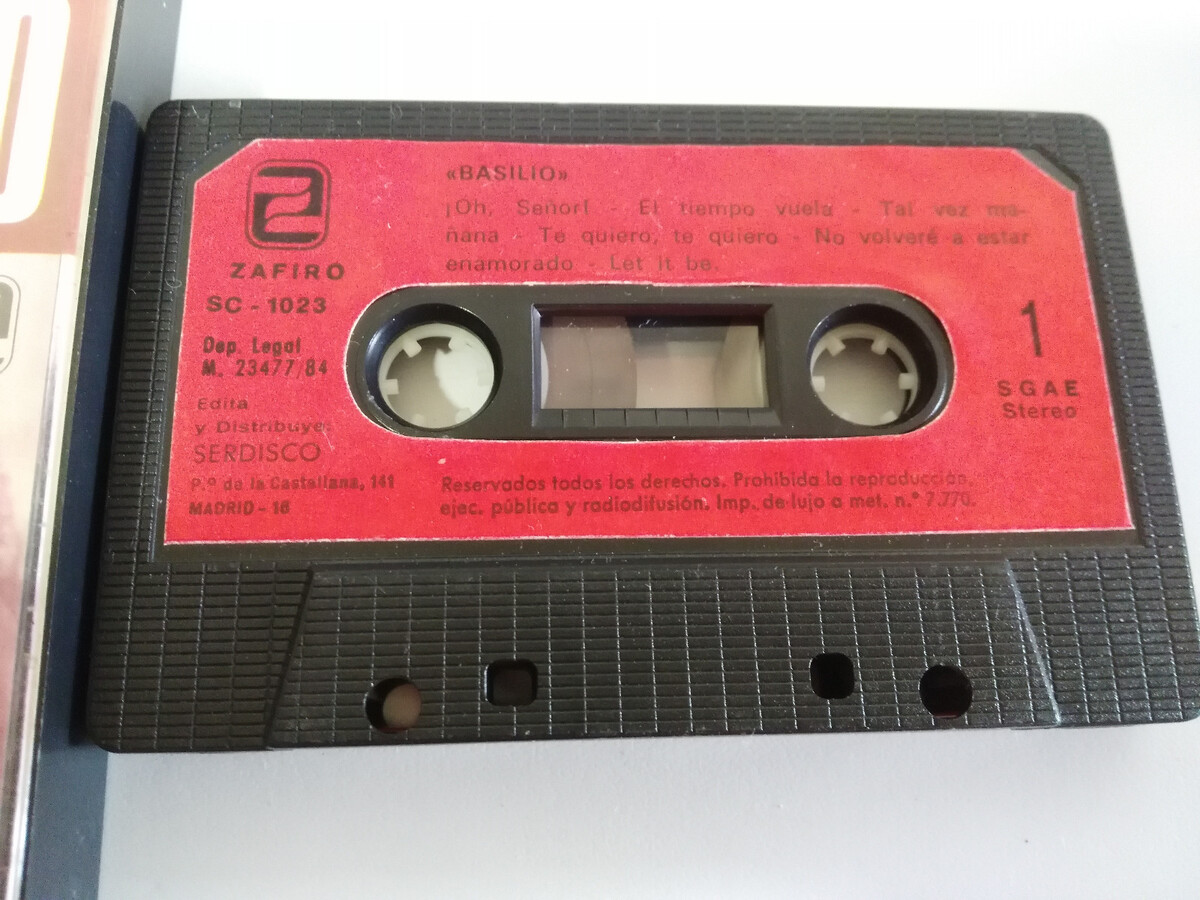 «BASILIO»
¡Oh, Señor! - El tiempo vuela - Tal vez ma-
ñana - Te quiero, te quiero - No volveré a estar
enamorado - Let it be.
ZAFIRO
SC - 1023
Dep. Legal
M. 23477/84
Edita
y Distribuye:
SERDISCO
P.º de la Castellana, 141
MADRID - 16
1
SGAE
Stereo
Reservados todos los derechos. Prohibida la reproducción,
ejec. pública y radiodifusión. Imp. de lujo a met. n.º 7.770.